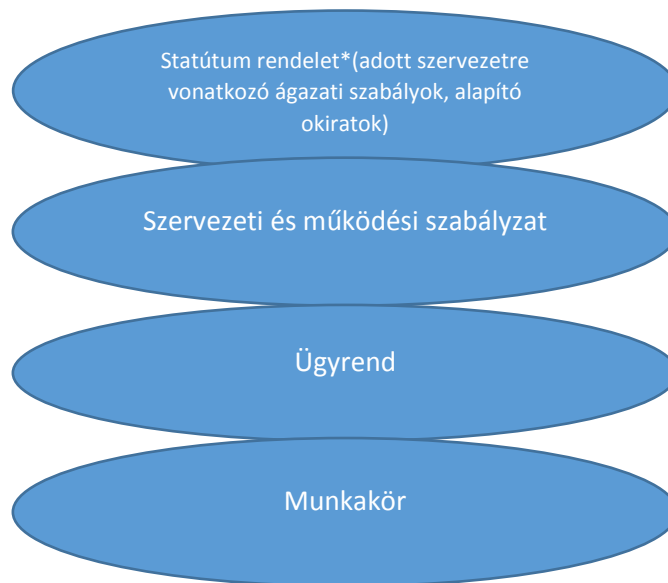 Statútum rendelet*(adott szervezetre
vonatkozó ágazati szabályok, alapító
okiratok)
Szervezeti és működési szabályzat
Ügyrend
Munkakör